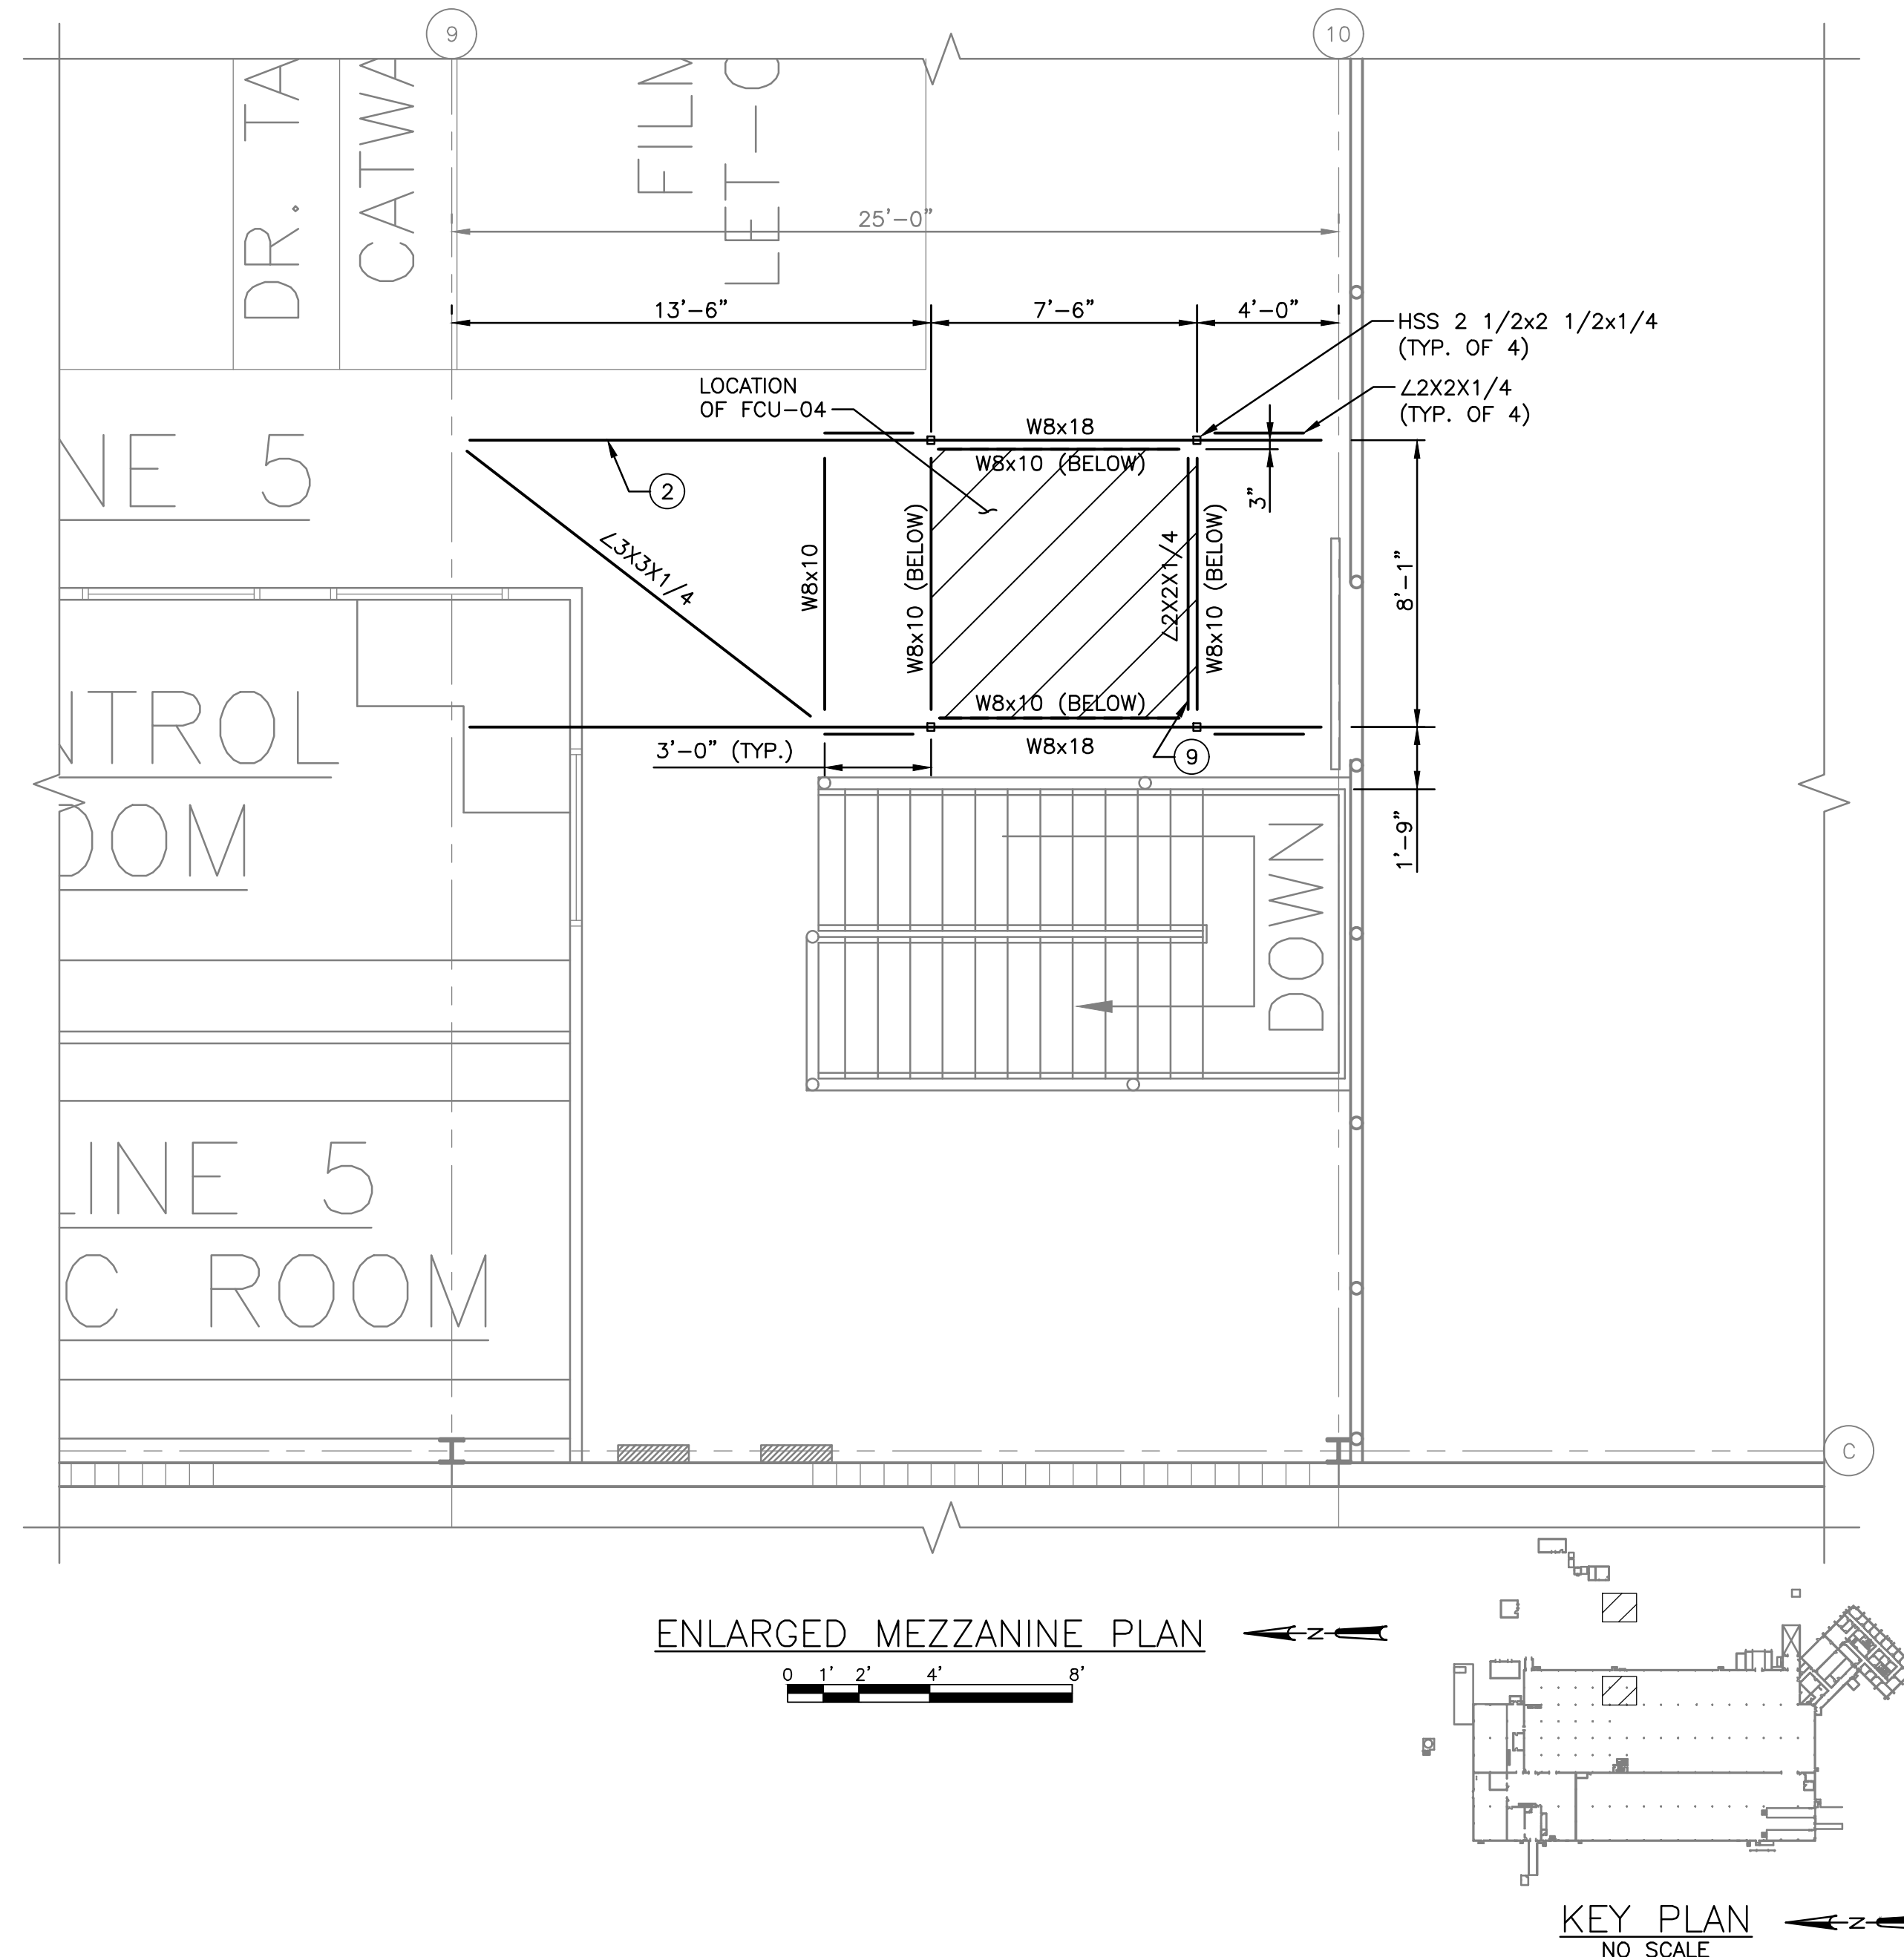 9
10
DR. TA
CATWA
FILM
LET-O
25'-0"
13'-6"
7'-6"
4'-0"
HSS 2 1/2x2 1/2x1/4
(TYP. OF 4)
LOCATION
OF FCU-04
∠2X2X1/4
(TYP. OF 4)
W8x18
W8x10 (BELOW)
NE 5
2
3"
∠3X3X1/4
W8x10
W8x10 (BELOW)
∠2X2X1/4
W8x10 (BELOW)
8'-1"
NTROL
OOM
W8x10 (BELOW)
W8x18
3'-0" (TYP.)
9
1'-9"
DOWN
LINE 5
C ROOM
C
ENLARGED MEZZANINE PLAN
N
0 1' 2' 4' 8'
KEY PLAN
N
NO SCALE